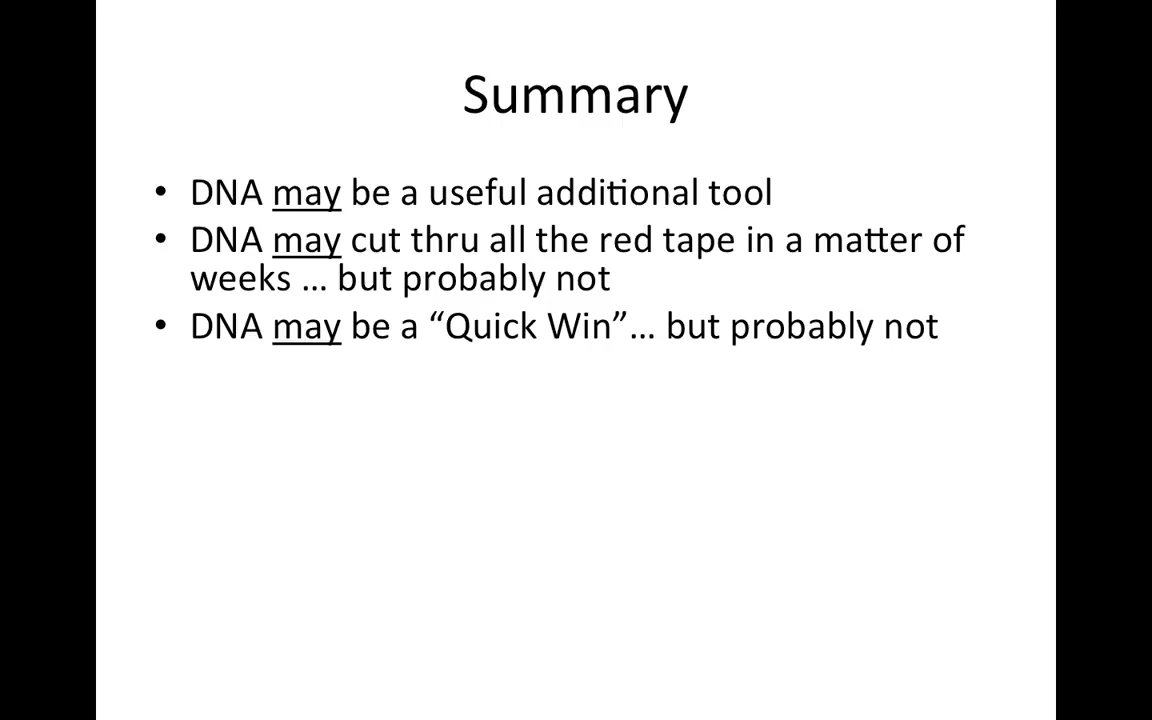 Summary
• DNA may be a useful additional tool
• DNA may cut thru all the red tape in a matter of
weeks … but probably not
• DNA may be a “Quick Win”… but probably not